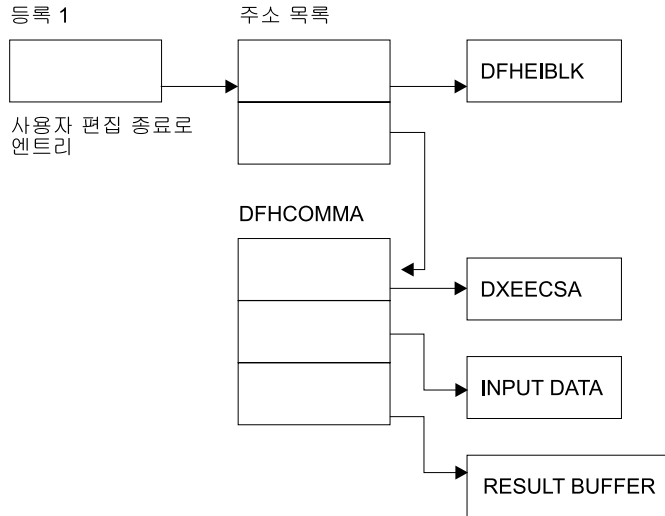 등록 1
주소 목록
DFHEIBLK
사용자 편집 종료로
엔트리
DFHCOMMA
DXEECSA
INPUT DATA
RESULT BUFFER